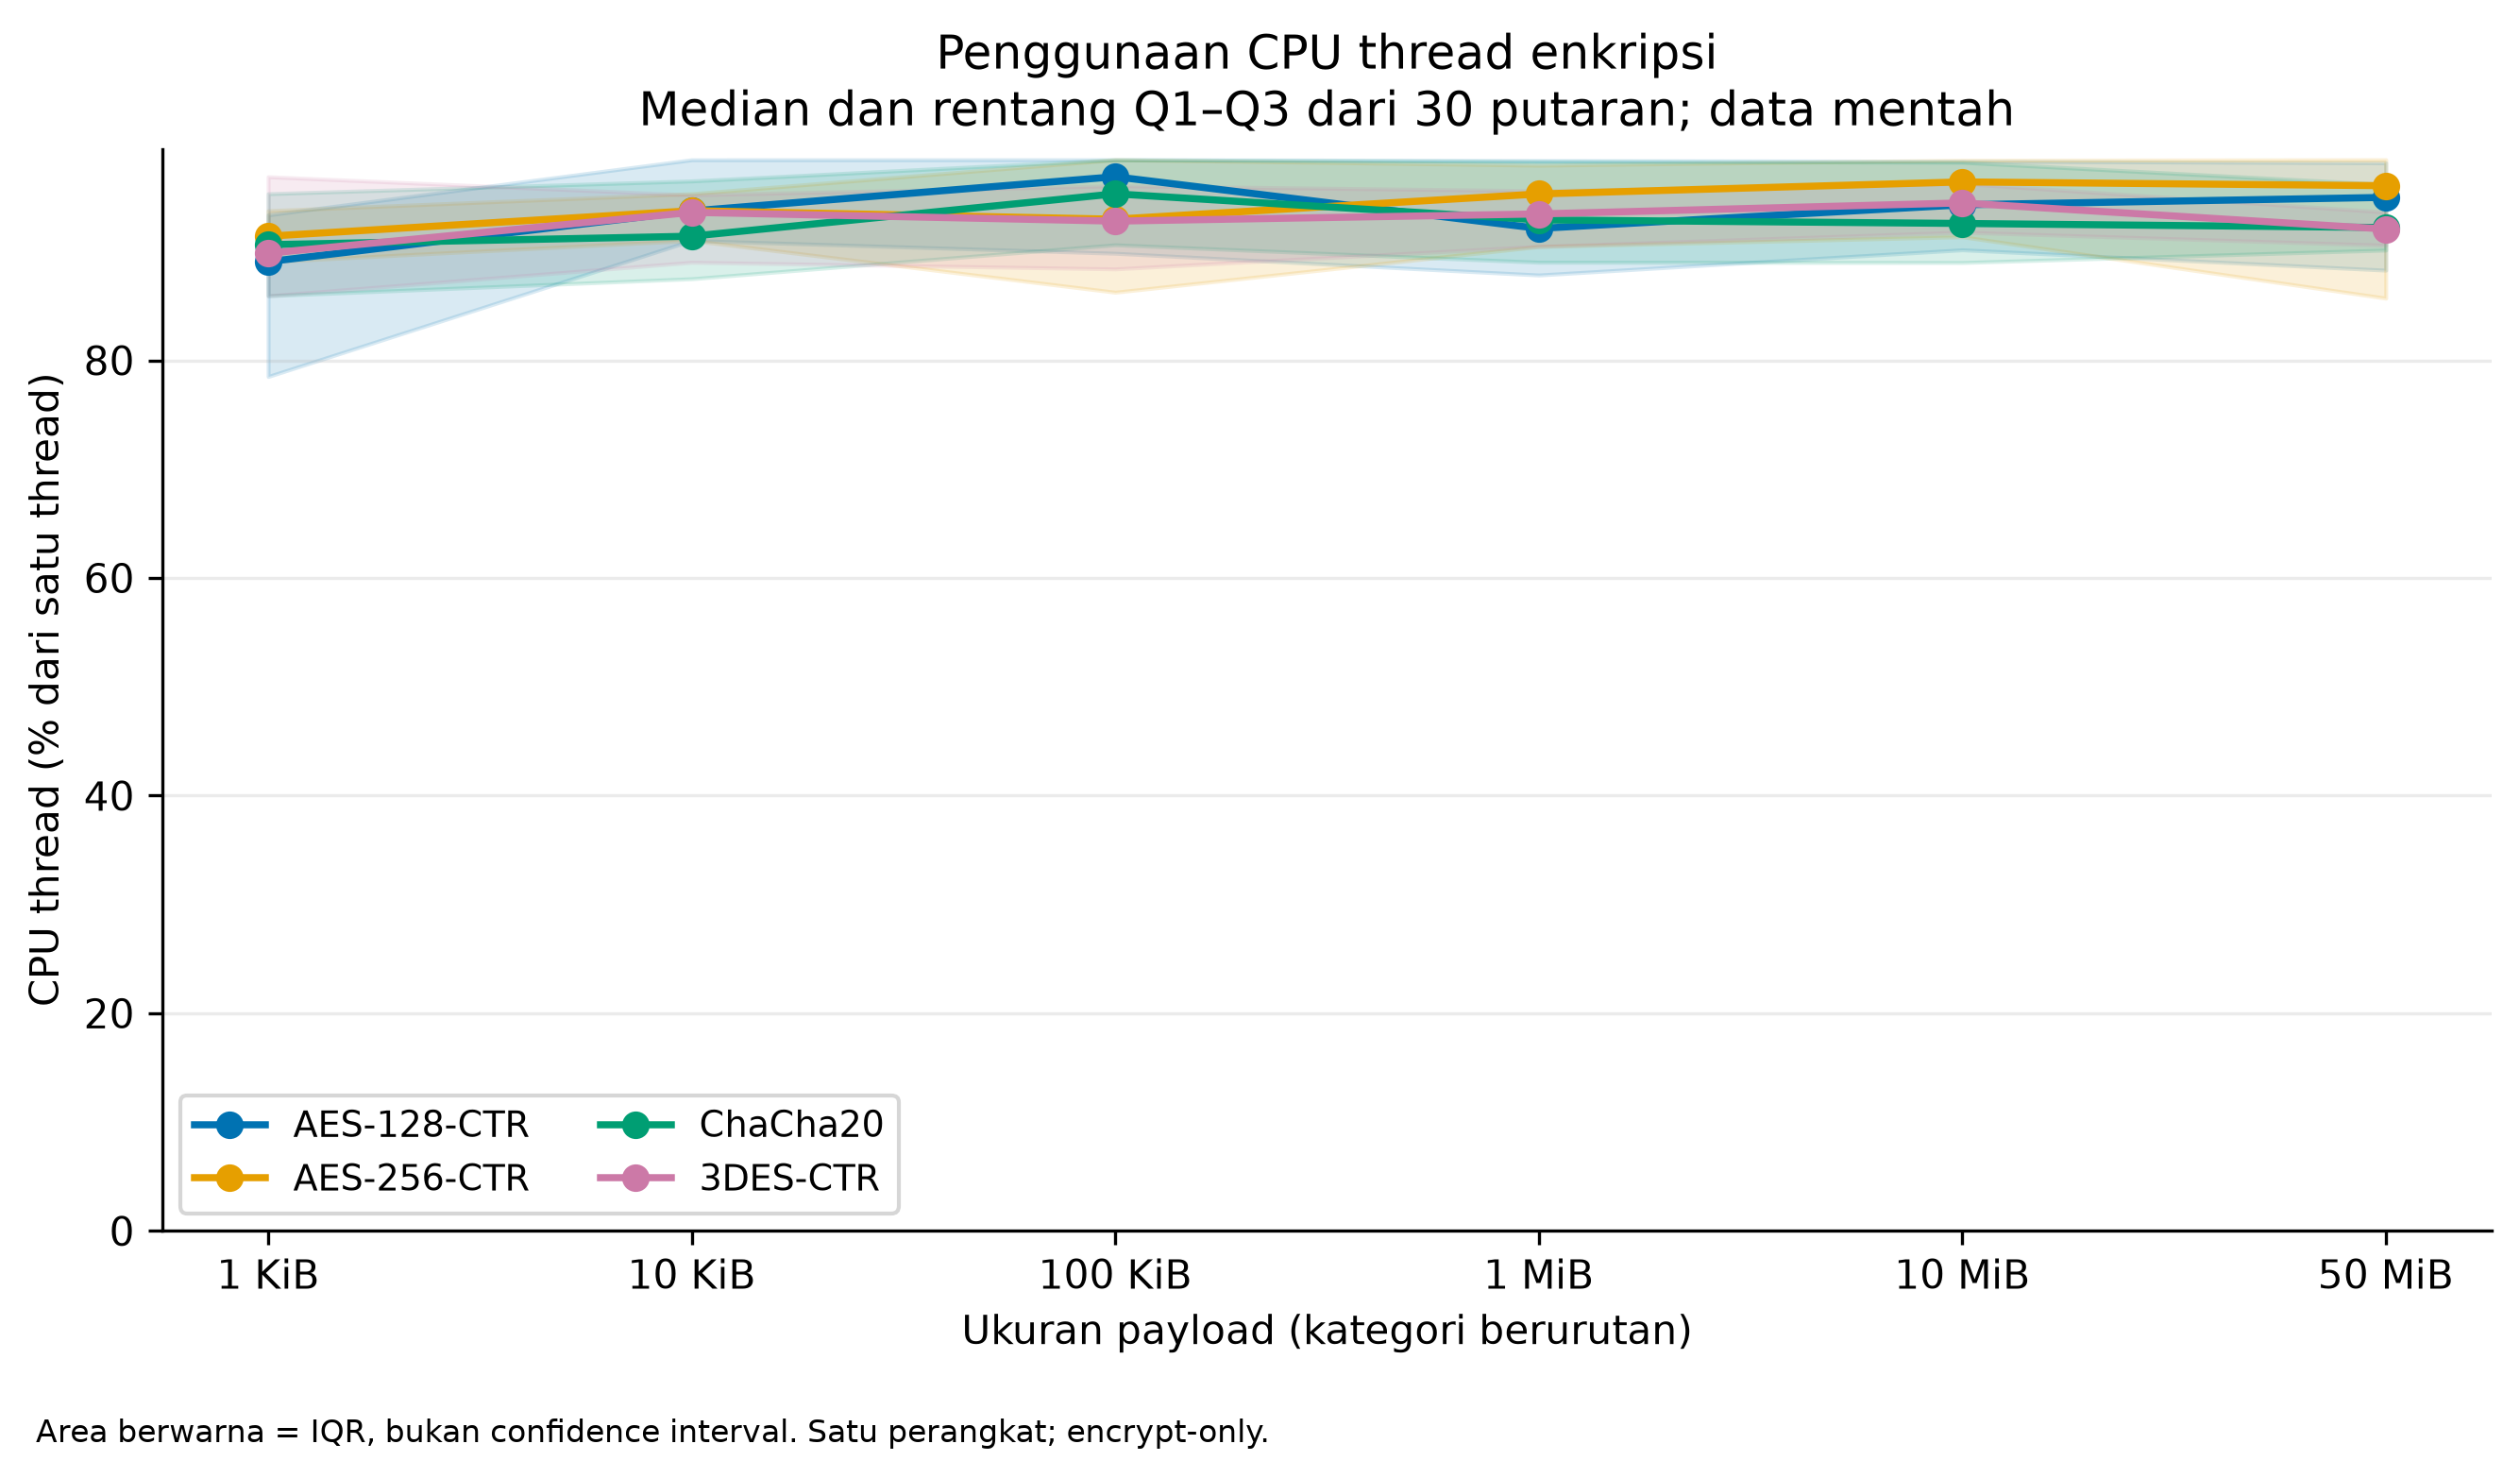 Penggunaan CPU thread enkripsi
Median dan rentang Q1–Q3 dari 30 putaran; data mentah
CPU thread (% dari satu thread)
80
60
40
20
0
AES-128-CTR
AES-256-CTR
ChaCha20
3DES-CTR
1 KiB
10 KiB
100 KiB
1 MiB
10 MiB
50 MiB
Ukuran payload (kategori berurutan)
Area berwarna = IQR, bukan confidence interval. Satu perangkat; encrypt-only.